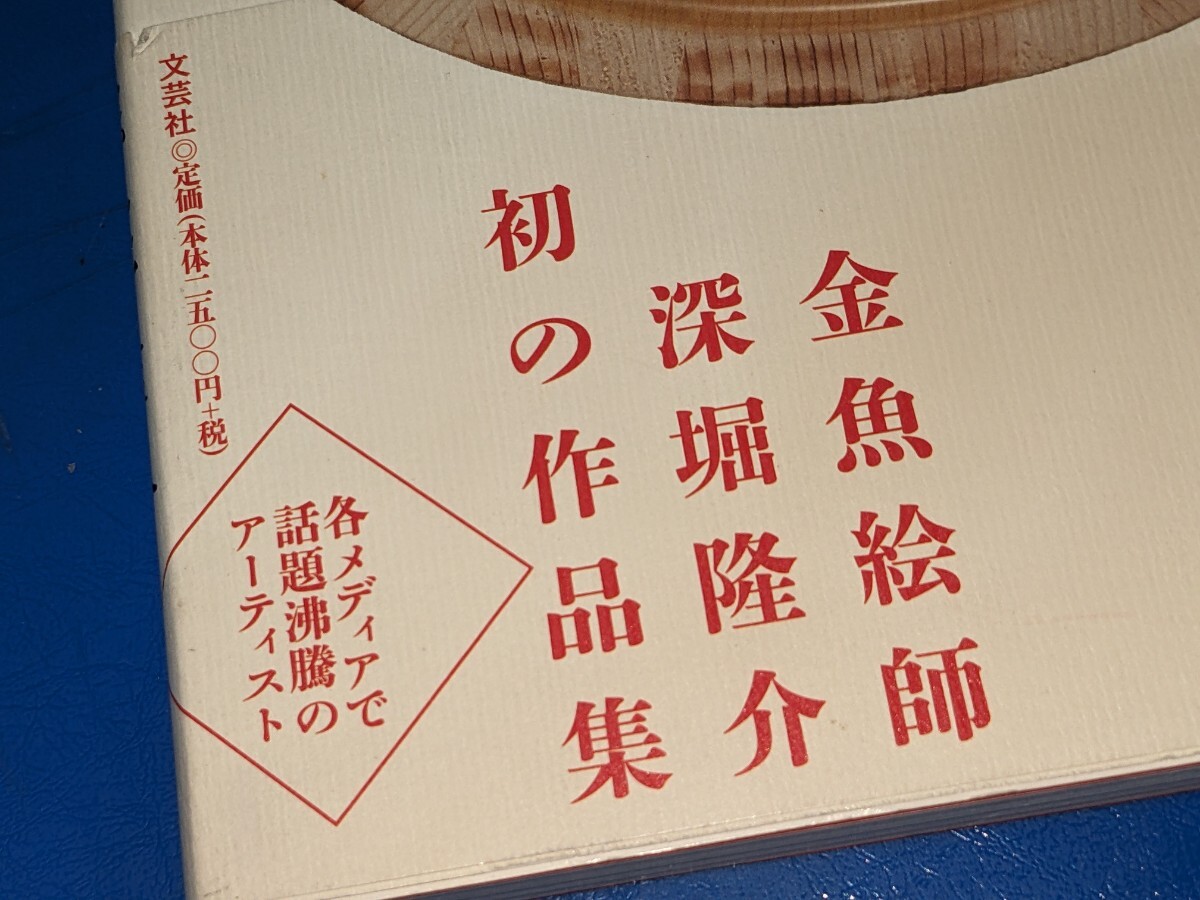 金魚絵師
深堀隆介
初の作品集
各メディアで
話題沸騰の
アーティスト
文芸社◎定価(本体二五〇〇円+税)